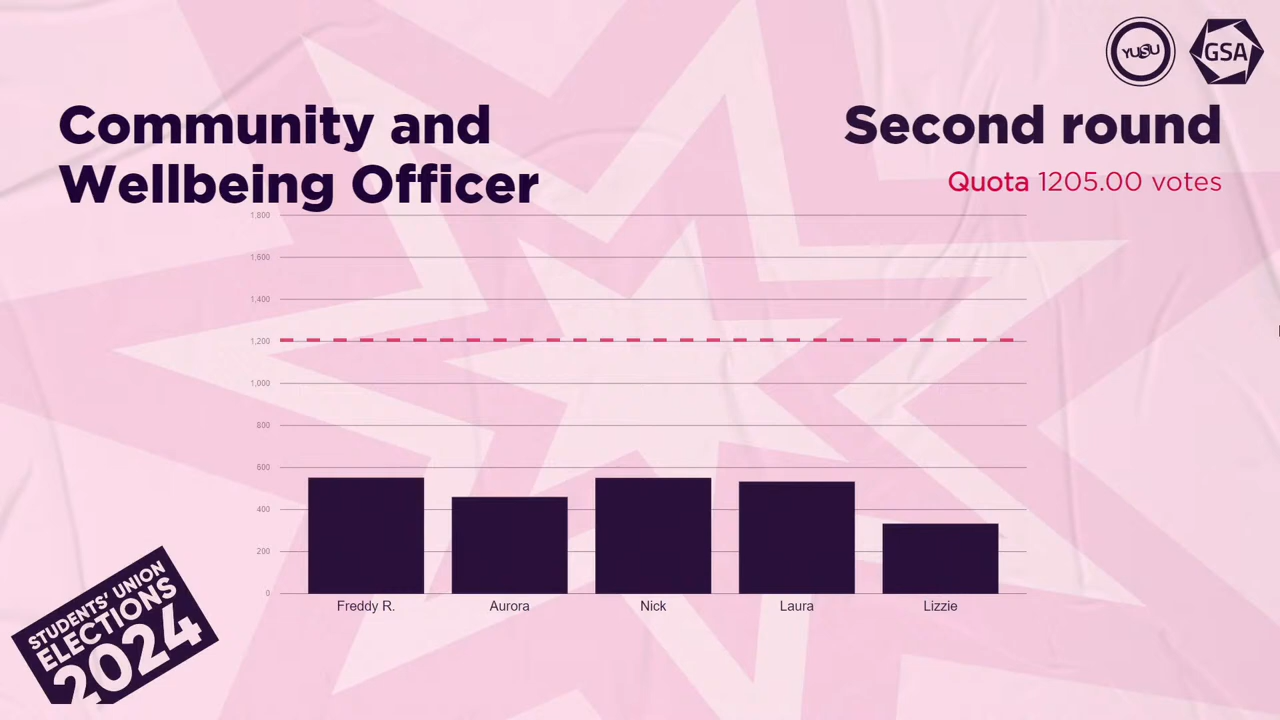 YUSU
GSA
Community and
Wellbeing Officer
Second round
Quota 1205.00 votes
1,800
1,600
1,400
1,200
1,000
800
600
400
200
0
Freddy R.
Aurora
Nick
Laura
Lizzie
STUDENTS' UNION
ELECTIONS
2024